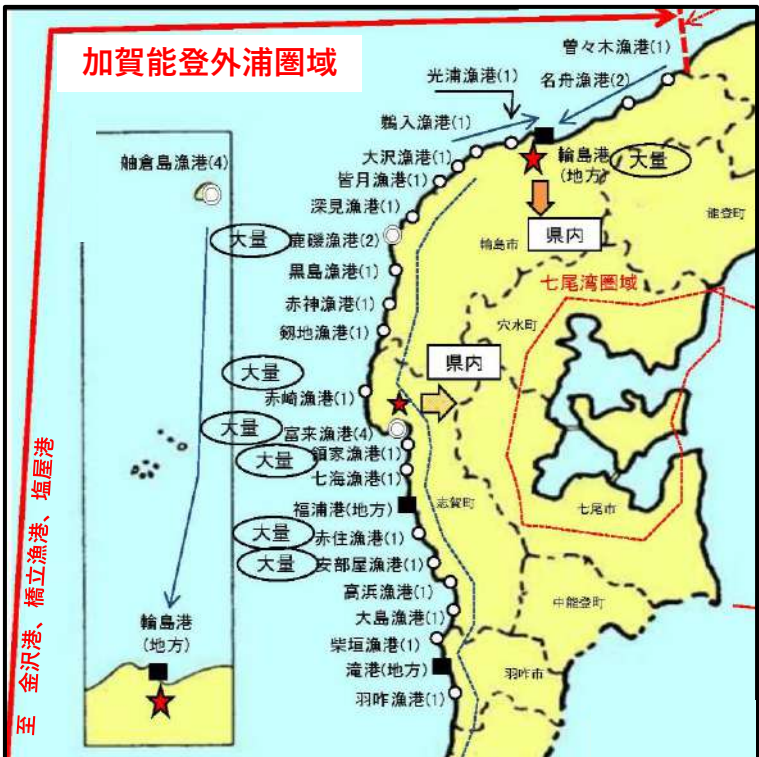 加賀能登外浦圏域
曽々木漁港(1)
光浦漁港(1)
名舟漁港(2)
鵜入漁港(1)
大沢漁港(1)
輪島港
(地方)
大量
皆月漁港(1)
舳倉島漁港(4)
深見漁港(1)
能登町
大量
鹿磯漁港(2)
輪島市
県内
黒島漁港(1)
七尾湾圏域
赤神漁港(1)
穴水町
剱地漁港(1)
県内
大量
赤崎漁港(1)
大量
富来漁港(4)
領家漁港(1)
大量
七海漁港(1)
福浦港(地方)
志賀町
七尾市
大量
赤住漁港(1)
大量
安部屋漁港(1)
高浜漁港(1)
中能登町
大島漁港(1)
輪島港
(地方)
柴垣漁港(1)
滝港(地方)
羽咋市
羽咋漁港(1)
至 金沢港、橋立漁港、塩屋港